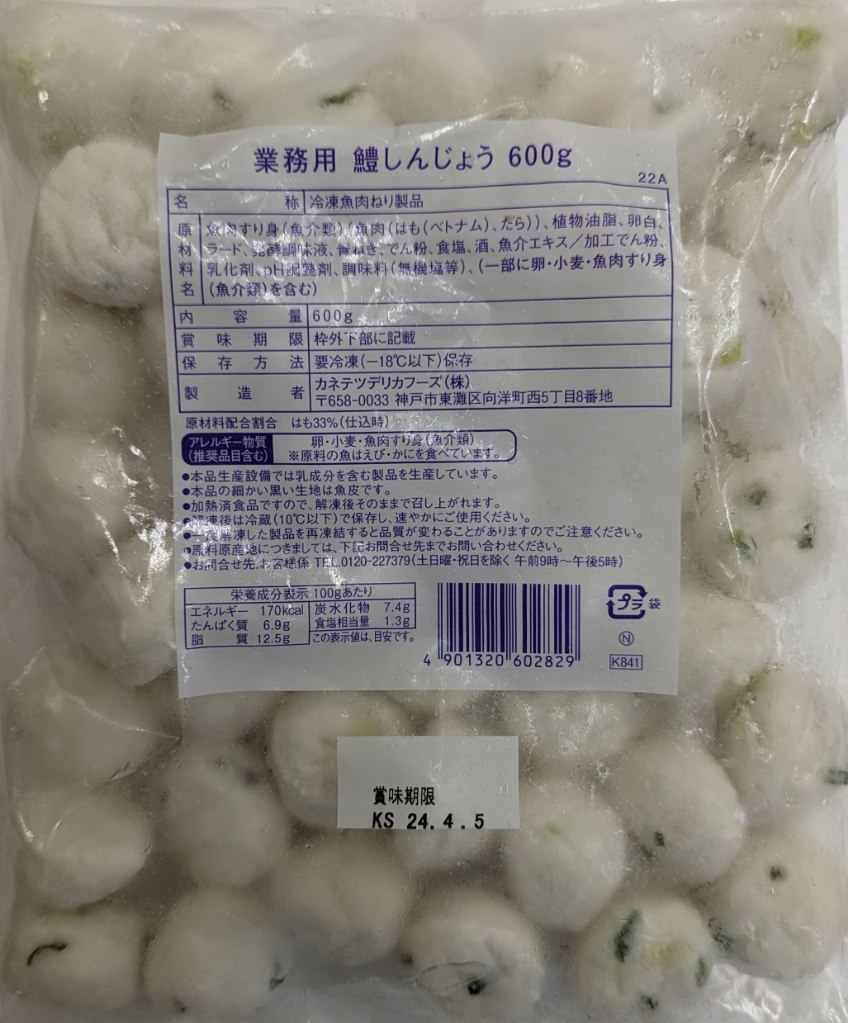 業務用 鱧しんじょう 600g
22A
名称 冷凍魚肉ねり製品
原材料名 魚肉すり身(魚介類)(魚肉(はも(ベトナム)、たら))、植物油脂、卵白、
ラード、発酵調味液、青ねぎ、でん粉、食塩、酒、魚介エキス/加工でん粉、
乳化剤、pH調整剤、調味料(無機塩等)、(一部に卵・小麦・魚肉すり身
(魚介類)を含む)
内容量 600g
賞味期限 枠外下部に記載
保存方法 要冷凍(-18℃以下)保存
製造者 カネテツデリカフーズ(株)
〒658-0033 神戸市東灘区向洋町西5丁目8番地
原材料配合割合 はも33%(仕込時)
アレルギー物質 卵・小麦・魚肉すり身(魚介類)
(推奨品目含む) ※原料の魚はえび・かにを食べています。
●本品生産設備では乳成分を含む製品を生産しています。
●本品の細かい黒い生地は魚皮です。
●加熱済食品ですので、解凍後そのままで召し上がれます。
●解凍後は冷蔵(10℃以下)で保存し、速やかにご使用ください。
●一度解凍した製品を再凍結すると品質が変わることがありますのでご注意ください。
●原料原産地につきましては、下記お問合せ先までお問い合わせください。
●お問合せ先.お客様係 TEL.0120-227379(土日曜・祝日を除く 午前9時〜午後5時)
栄養成分表示 100gあたり
エネルギー 170kcal 炭水化物 7.4g
たんぱく質 6.9g 食塩相当量 1.3g
脂質 12.5g この表示値は、目安です。
プラ 袋
N
K841
4 901320 602829
賞味期限
KS 24.4.5